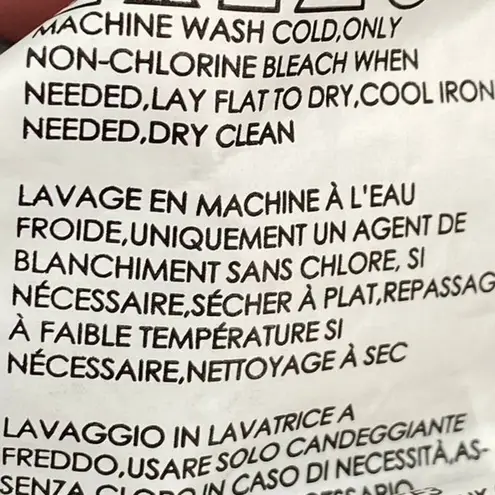 MACHINE WASH COLD,ONLY
NON-CHLORINE BLEACH WHEN
NEEDED,LAY FLAT TO DRY,COOL IRON
NEEDED,DRY CLEAN
LAVAGE EN MACHINE À L'EAU
FROIDE,UNIQUEMENT UN AGENT DE
BLANCHIMENT SANS CHLORE, SI
NÉCESSAIRE,SÉCHER À PLAT,REPASSAG
À FAIBLE TEMPÉRATURE SI
NÉCESSAIRE,NETTOYAGE À SEC
LAVAGGIO IN LAVATRICE A
FREDDO,USARE SOLO CANDEGGIANTE
SENZA CLORO IN CASO DI NECESSITÀ,AS-